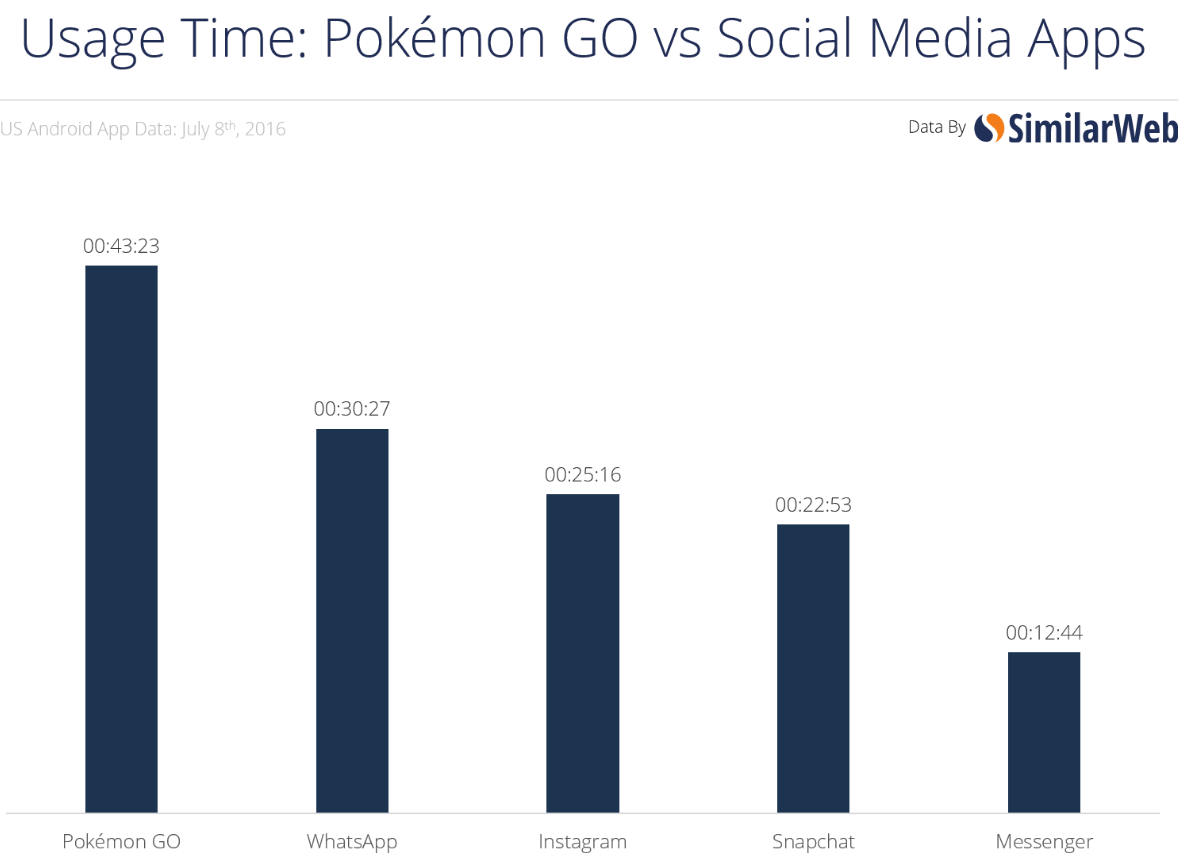 Usage Time: Pokémon GO vs Social Media Apps
US Android App Data: July 8th, 2016
Data By SimilarWeb
00:43:23
00:30:27
00:25:16
00:22:53
00:12:44
Pokémon GO WhatsApp Instagram Snapchat Messenger